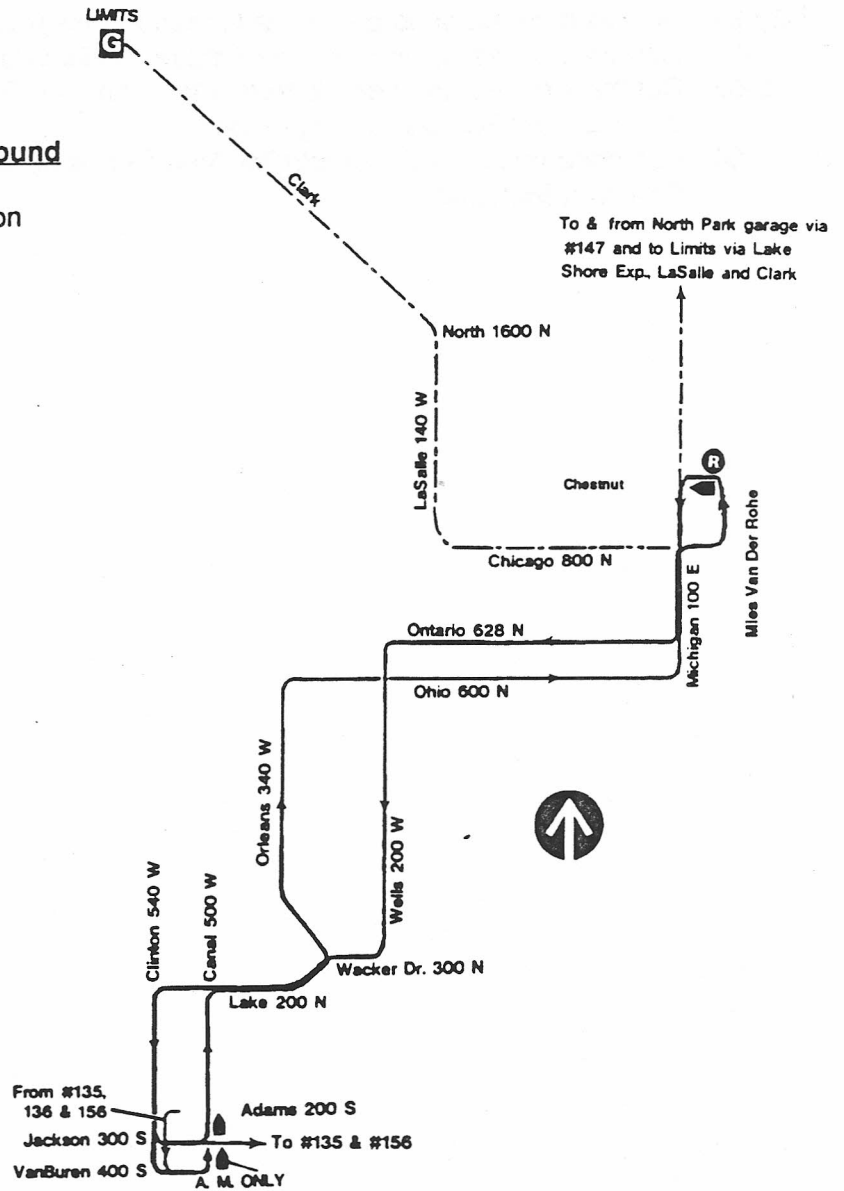 LIMITS
G
ound
on
Clark
To & from North Park garage via
#147 and to Limits via Lake
Shore Exp., LaSalle and Clark
North 1600 N
LaSalle 140 W
R
Chestnut
Chicago 800 N
Mies Van Der Rohe
Michigan 100 E
Ontario 628 N
Ohio 600 N
Orleans 340 W
Wells 200 W
Clinton 540 W
Canal 500 W
Wacker Dr. 300 N
Lake 200 N
From #135,
136 & 156
Adams 200 S
Jackson 300 S
To #135 & #156
VanBuren 400 S
A. M. ONLY